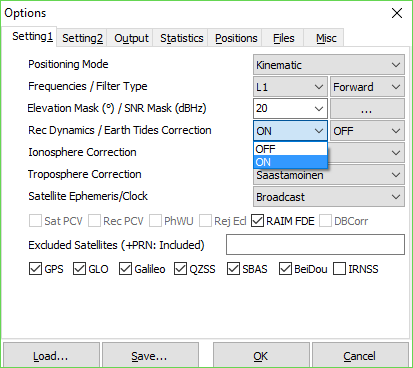 Options
Setting1 Setting2 Output Statistics Positions Files Misc
Positioning Mode Kinematic
Frequencies / Filter Type L1 Forward
Elevation Mask (°) / SNR Mask (dBHz) 20 ...
Rec Dynamics / Earth Tides Correction ON OFF
OFF
Ionosphere Correction
ON
Troposphere Correction Saastamoinen
Satellite Ephemeris/Clock Broadcast
Sat PCV Rec PCV PhWU Rej Ecl RAIM FDE DBCorr
Excluded Satellites (+PRN: Included)
GPS GLO Galileo QZSS SBAS BeiDou IRNSS
Load... Save... OK Cancel